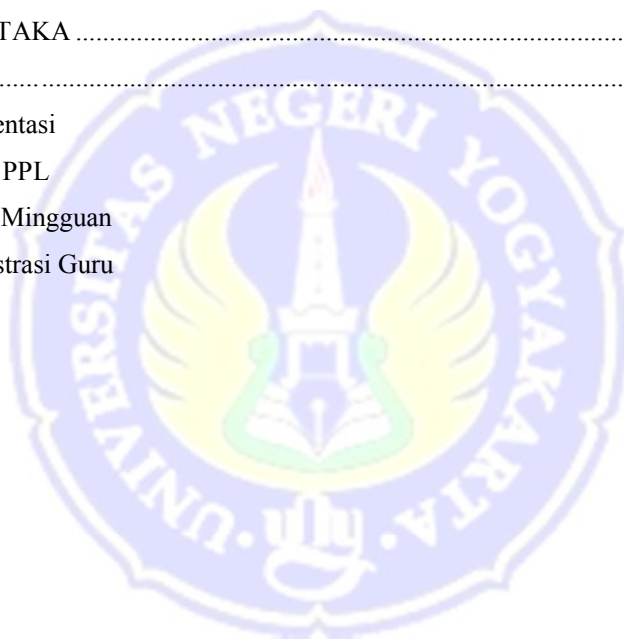 TAKA ........................................................................................
................................................................................................
entasi
PPL
Mingguan
strasi Guru
UNIVERSITAS NEGERI YOGYAKARTA
uny